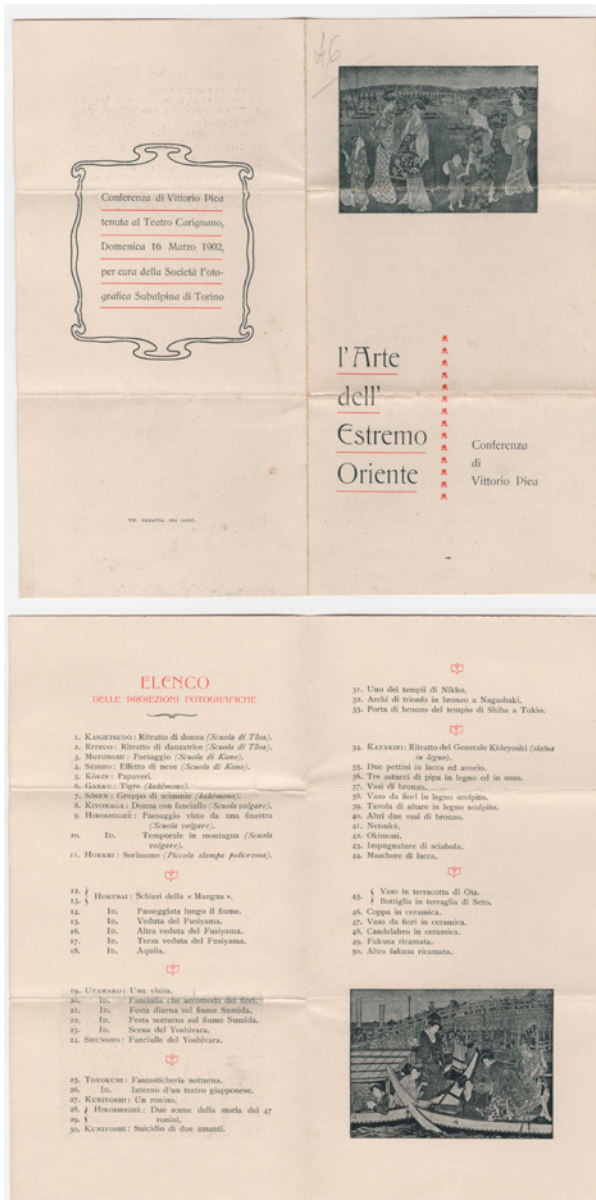 A6
Conferenza di Vittorio Pica
tenuta al Teatro Carignano,
Domenica 16 Marzo 1902,
per cura della Società Foto-
grafica Subalpina di Torino
TIP. PARAVIA,
l'Arte
dell'
Estremo
Oriente
Conferenza
di
Vittorio Pica
ELENCO
DELLE PROIEZIONI FOTOGRAFICHE
1. KAIGETSUDO: Ritratto di donna (Scuola di Tôsa).
2. RITSUO: Ritratto di danzatrice (Scuola di Tôsa).
3. MOTONOBU: Paesaggio (Scuola di Kano).
4. SEISHO: Effetto di neve (Scuola di Kano).
5. KÔRIN: Papaveri.
6. GANKU: Tigre (kakémono).
7. SÔSEN: Gruppo di scimmie (kakémono).
8. KIYONAGA: Donna con fanciullo (Scuola volgare).
9. HIROSHIGHÉ: Paesaggio visto da una finestra
(Scuola volgare).
10. ID. Temporale in montagna (Scuola
volgare).
11. HOKKEI: Sorimono (Piccola stampa policroma).
12.
13. HOKUSAI: Schizzi della « Mangua ».
14. ID. Passeggiata lungo il fiume.
15. ID. Veduta del Fusiyama.
16. ID. Altra veduta del Fusiyama.
17. ID. Terza veduta del Fusiyama.
18. ID. Aquila.
19. UTAMARO: Una visita.
20. ID. Fanciulla che accomoda dei fiori.
21. ID. Festa diurna sul fiume Sumida.
22. ID. Festa notturna sul fiume Sumida.
23. ID. Scena del Yoshivara.
24. SHUNSHO: Fanciulle del Yoshivara.
25. TOYOKUNI: Fantasticheria notturna.
26. ID. Interno d'un teatro giapponese.
27. KUNIYOSHI: Un ronino.
28. HIROSHIGHÉ: Due scene della storia dei 47
29. ronini.
30. KUNIYOSHI: Suicidio di due amanti.
31. Uno dei templi di Nikko.
32. Archi di trionfo in bronzo a Nagashaki.
33. Porta di bronzo del tempio di Shiba a Tokio.
34. KATAKIRI: Ritratto del Generale Kideyoshi (statua
in legno).
35. Due pettini in lacca ed avorio.
36. Tre astucci di pipa in legno ed in osso.
37. Vasi di bronzo.
38. Vaso da fiori in legno scolpito.
39. Tavola di altare in legno scolpito.
40. Altri due vasi di bronzo.
41. Netsukè.
42. Okimoni.
43. Impugnature di sciabola.
44. Maschere di lacca.
45. Vaso in terracotta di Ota.
Bottiglia in terraglia di Seto.
46. Coppa in ceramica.
47. Vaso da fiori in ceramica.
48. Candelabro in ceramica.
49. Fukusa ricamata.
50. Altra fukusa ricamata.